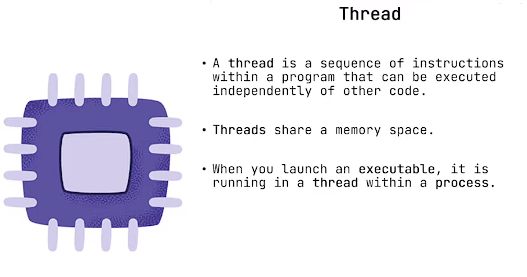 Thread
• A thread is a sequence of instructions
within a program that can be executed
independently of other code.
• Threads share a memory space.
• When you launch an executable, it is
running in a thread within a process.